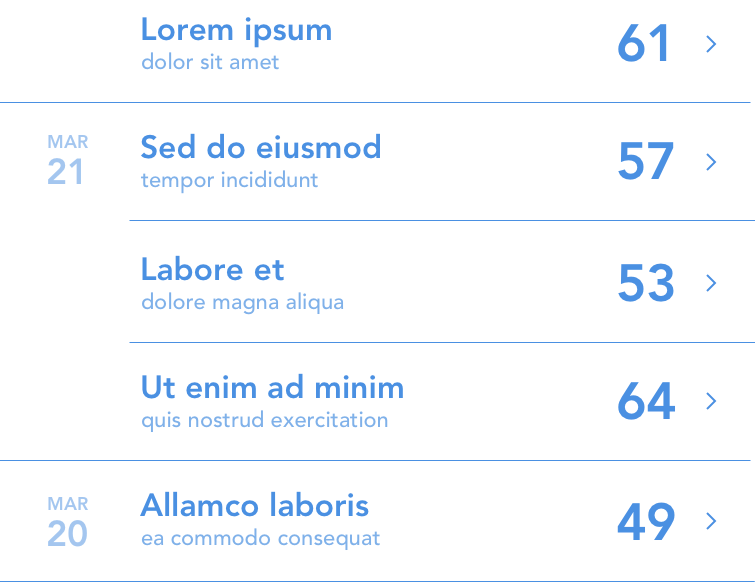 Lorem ipsum
dolor sit amet
61
MAR
21
Sed do eiusmod
tempor incididunt
57
Labore et
dolore magna aliqua
53
Ut enim ad minim
quis nostrud exercitation
64
MAR
20
Allamco laboris
ea commodo consequat
49